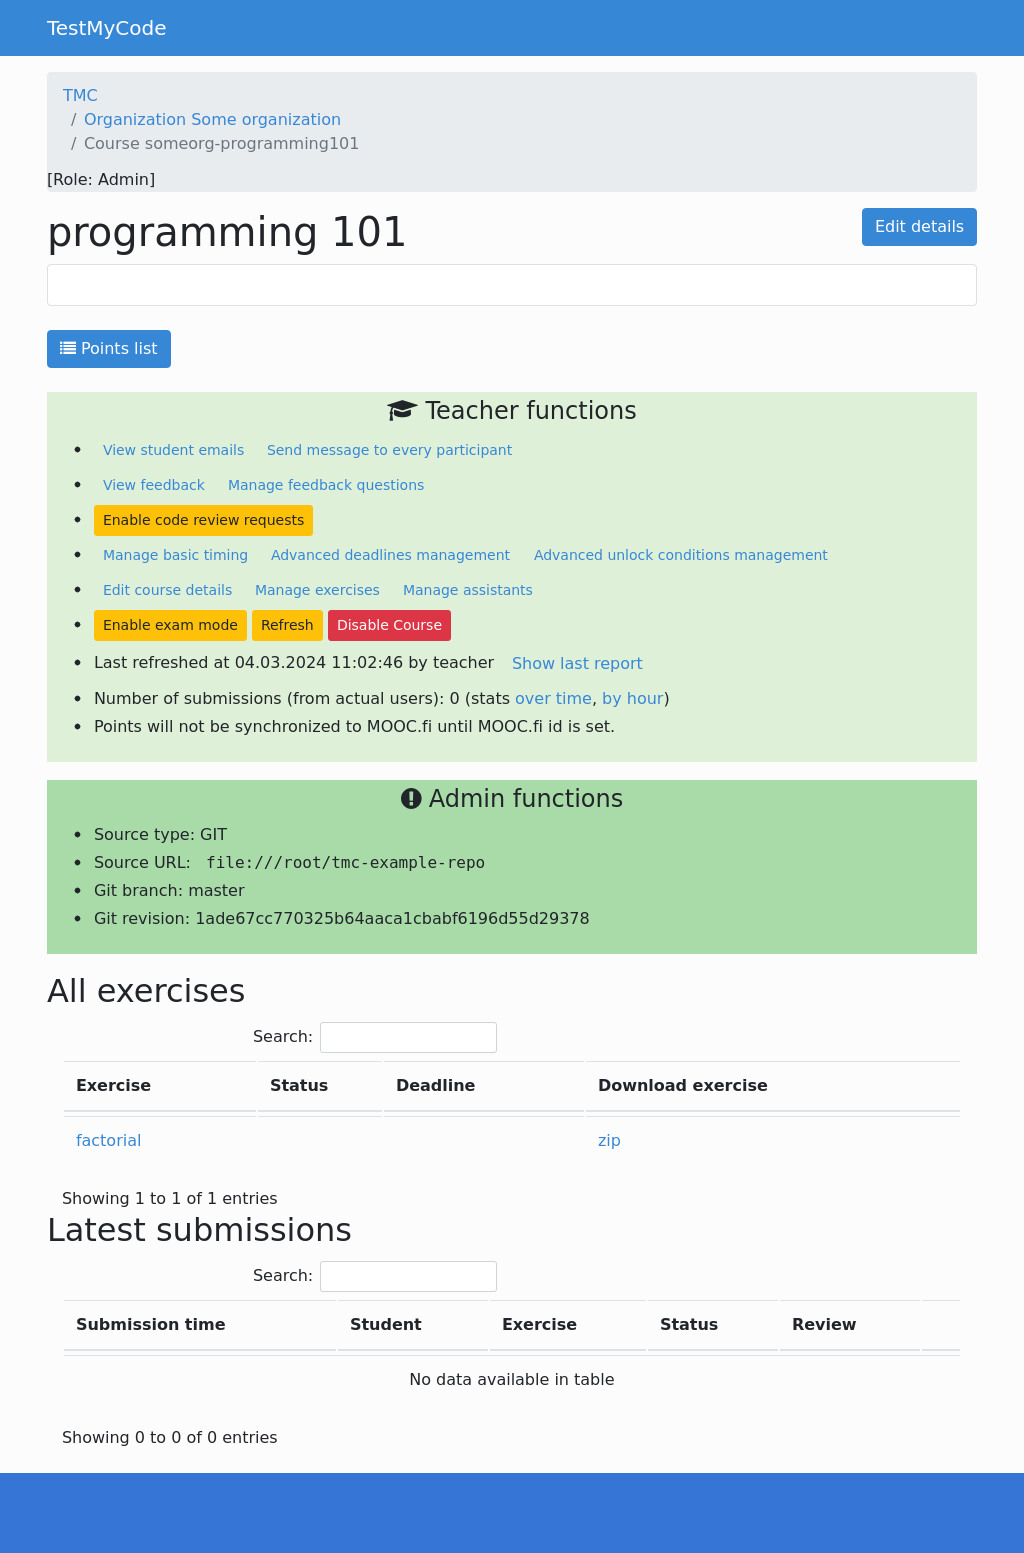 TestMyCode
TMC
/ Organization Some organization
/ Course someorg-programming101
[Role: Admin]
programming 101
Edit details
Points list
Teacher functions
View student emails Send message to every participant
View feedback Manage feedback questions
Enable code review requests
Manage basic timing Advanced deadlines management Advanced unlock conditions management
Edit course details Manage exercises Manage assistants
Enable exam mode Refresh Disable Course
Last refreshed at 04.03.2024 11:02:46 by teacher Show last report
Number of submissions (from actual users): 0 (stats over time, by hour)
Points will not be synchronized to MOOC.fi until MOOC.fi id is set.
Admin functions
Source type: GIT
Source URL: file:///root/tmc-example-repo
Git branch: master
Git revision: 1ade67cc770325b64aaca1cbabf6196d55d29378
All exercises
Search:
Exercise Status Deadline Download exercise
factorial zip
Showing 1 to 1 of 1 entries
Latest submissions
Search:
Submission time Student Exercise Status Review
No data available in table
Showing 0 to 0 of 0 entries